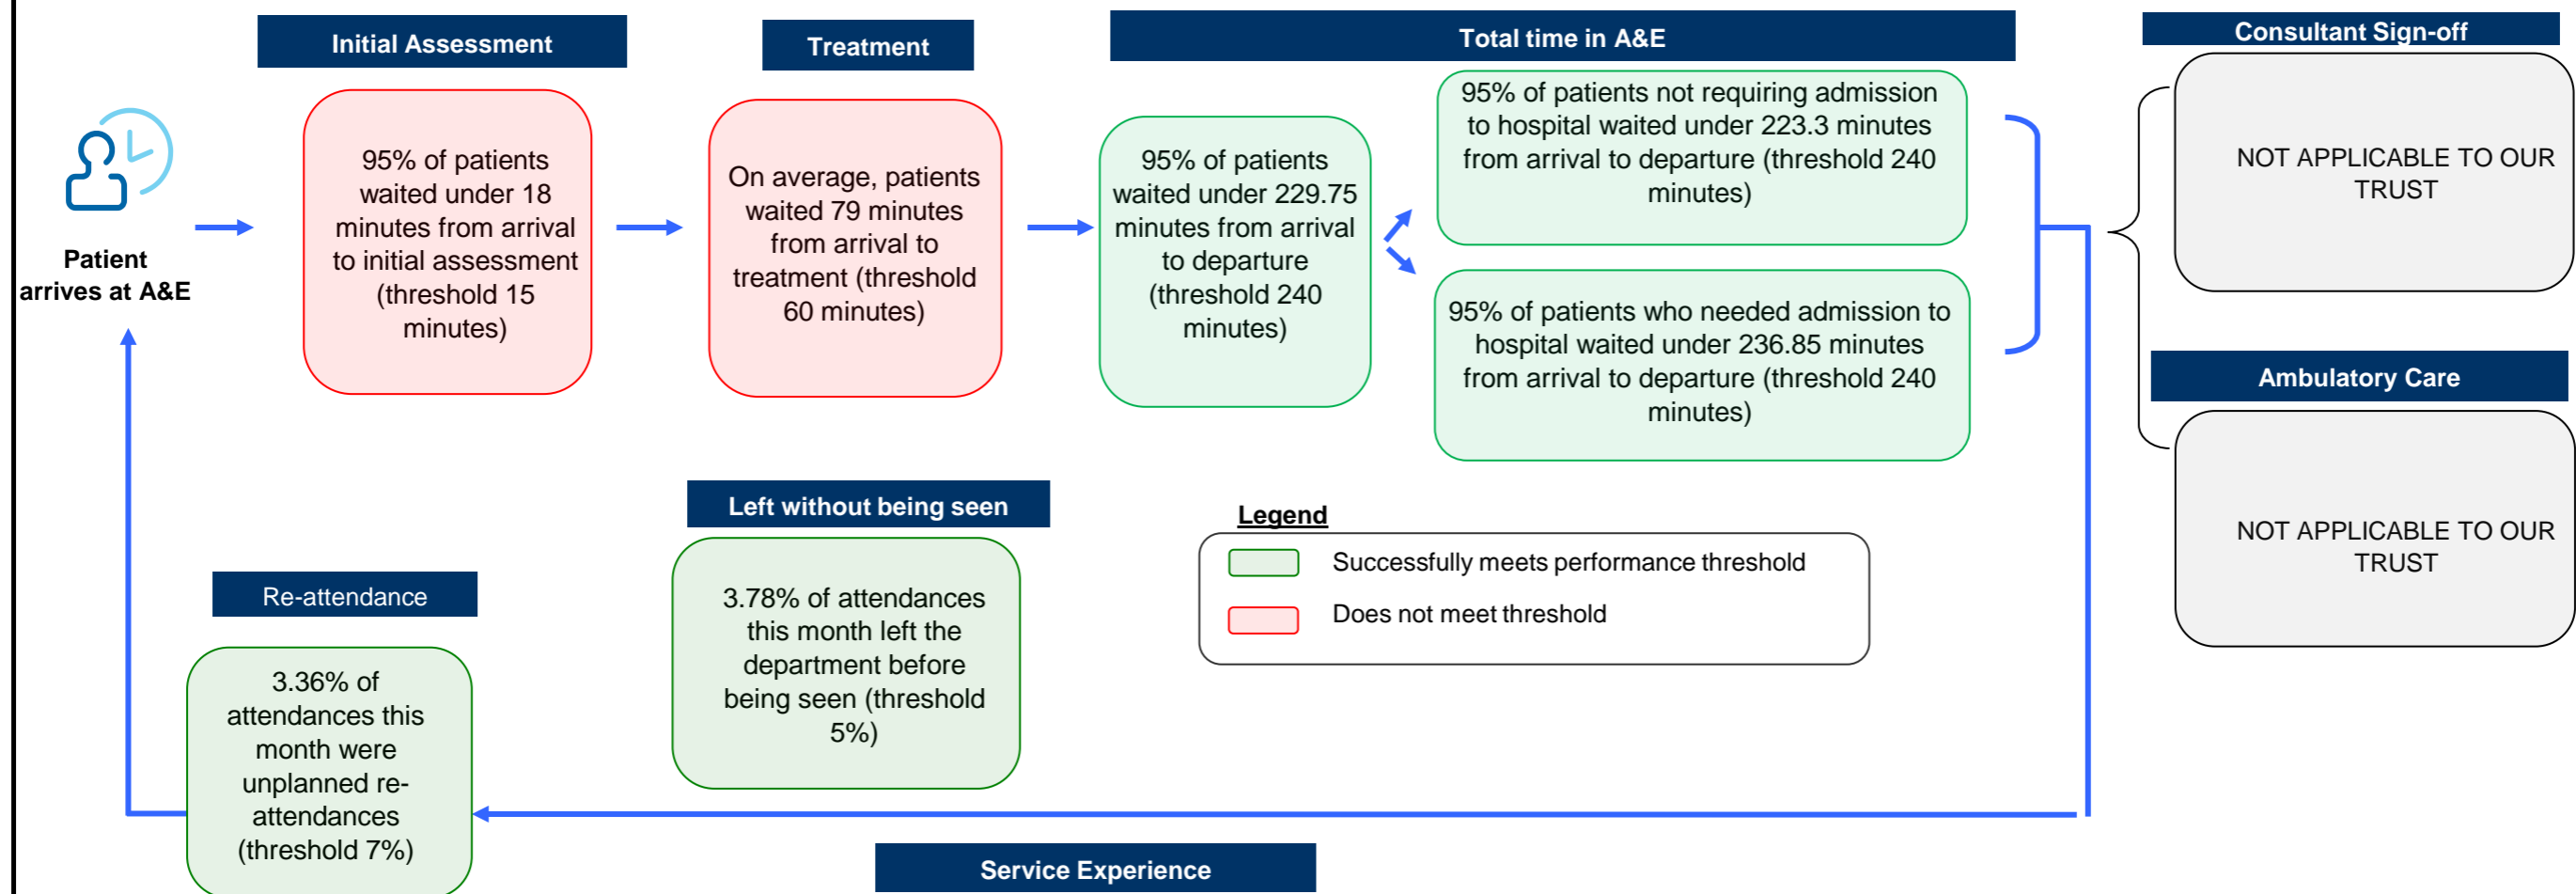 Initial Assessment
Treatment
Total time in A&E
Consultant Sign-off
Patient
arrives at A&E
95% of patients
waited under 18
minutes from arrival
to initial assessment
(threshold 15
minutes)
On average, patients
waited 79 minutes
from arrival to
treatment (threshold
60 minutes)
95% of patients
waited under 229.75
minutes from arrival
to departure
(threshold 240
minutes)
95% of patients not requiring admission
to hospital waited under 223.3 minutes
from arrival to departure (threshold 240
minutes)
95% of patients who needed admission to
hospital waited under 236.85 minutes
from arrival to departure (threshold 240
minutes)
NOT APPLICABLE TO OUR
TRUST
Ambulatory Care
NOT APPLICABLE TO OUR
TRUST
Left without being seen
3.78% of attendances
this month left the
department before
being seen (threshold
5%)
Legend
Successfully meets performance threshold
Does not meet threshold
Re-attendance
3.36% of
attendances this
month were
unplanned re-
attendances
(threshold 7%)
Service Experience